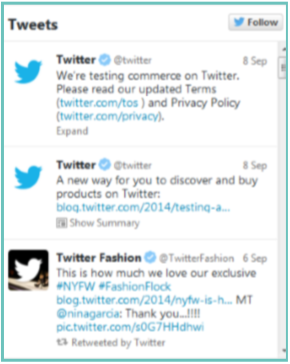 Tweets
Follow
Twitter @twitter 8 Sep
We're testing commerce on Twitter.
Please read our updated Terms
(twitter.com/tos ) and Privacy Policy
(twitter.com/privacy).
Expand
Twitter @twitter 8 Sep
A new way for you to discover and buy
products on Twitter:
blog.twitter.com/2014/testing-a...
Show Summary
Twitter Fashion @TwitterFashion 6 Sep
This is how much we love our exclusive
#NYFW #FashionFlock
blog.twitter.com/2014/nyfw-is-h... MT
@ninagarcia: Thank you...!!!!
pic.twitter.com/s0G7HHdhwi
Retweeted by Twitter